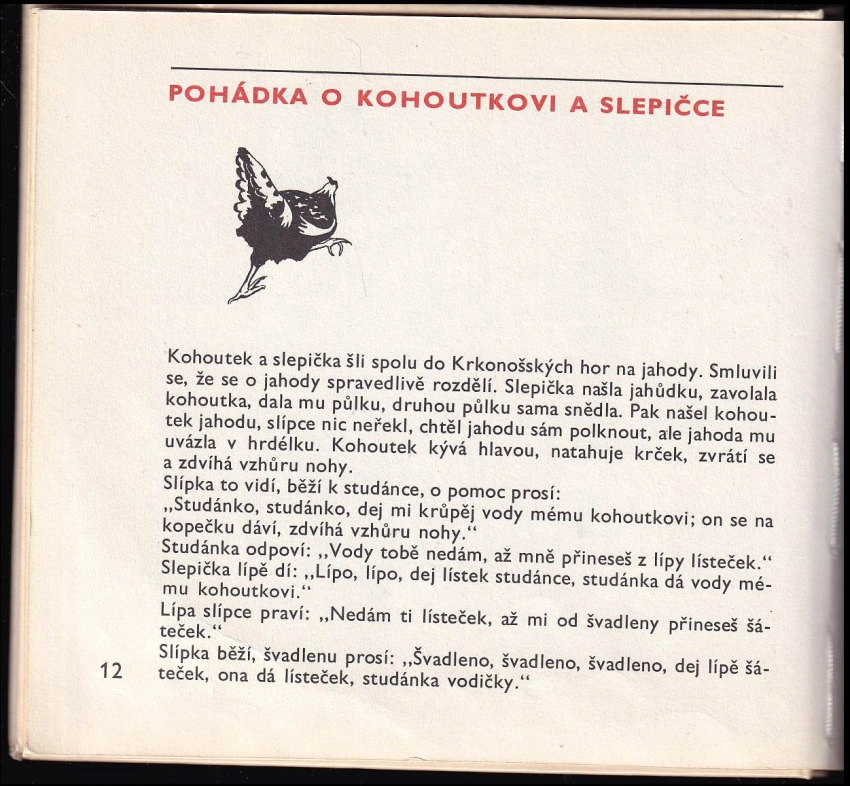 POHÁDKA O KOHOUTKOVI A SLEPIČCE
Kohoutek a slepička šli spolu do Krkonošských hor na jahody. Smluvili
se, že se o jahody spravedlivě rozdělí. Slepička našla jahůdku, zavolala
kohoutka, dala mu půlku, druhou půlku sama snědla. Pak našel kohou-
tek jahodu, slípce nic neřekl, chtěl jahodu sám polknout, ale jahoda mu
uvázla v hrdélku. Kohoutek kývá hlavou, natahuje krček, zvrátí se
a zdvíhá vzhůru nohy.
Slípka to vidí, běží k studánce, o pomoc prosí:
„Studánko, studánko, dej mi krůpěj vody mému kohoutkovi; on se na
kopečku dáví, zdvíhá vzhůru nohy.“
Studánka odpoví: „Vody tobě nedám, až mně přineseš z lípy lísteček.“
Slepička lípě dí: „Lípo, lípo, dej lístek studánce, studánka dá vody mé-
mu kohoutkovi.“
Lípa slípce praví: „Nedám ti lísteček, až mi od švadleny přineseš šá-
teček.“
Slípka běží, švadlenu prosí: „Švadleno, švadleno, švadleno, dej lípě šá-
teček, ona dá lísteček, studánka vodičky.“
12